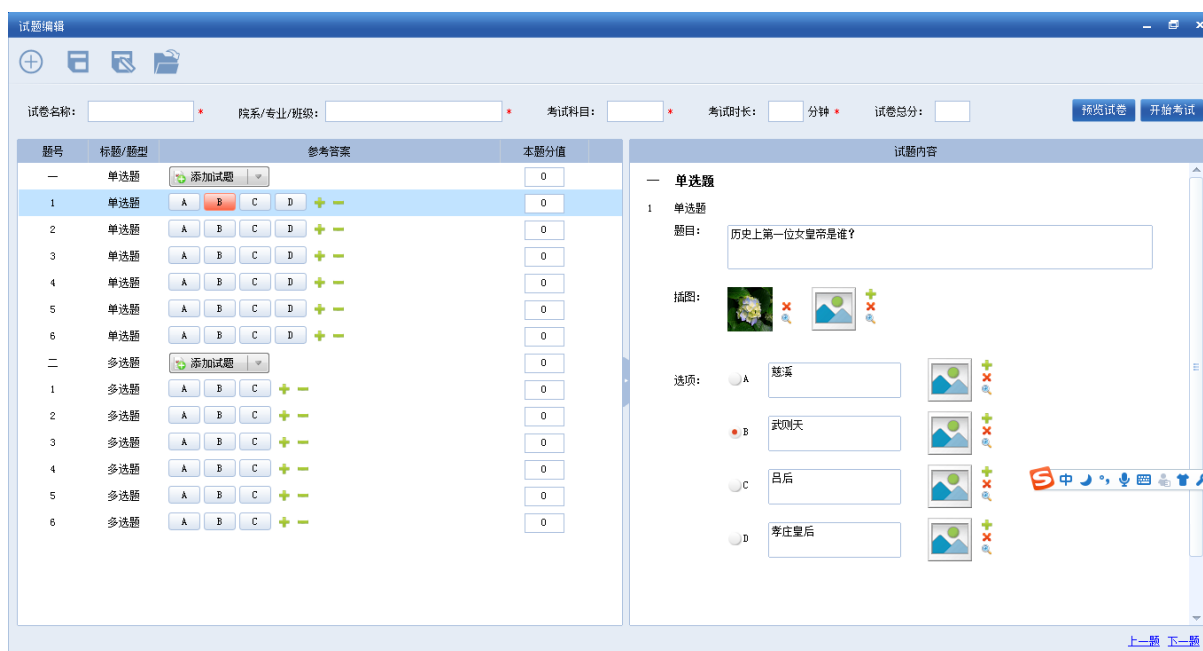 试题编辑
试卷名称： * 院系/专业/班级： * 考试科目： * 考试时长： 分钟 * 试卷总分： 预览试卷 开始考试
题号 标题/题型 参考答案 本题分值 试题内容
一 单选题 添加试题 0
1 单选题 A B C D 0
2 单选题 A B C D 0
3 单选题 A B C D 0
4 单选题 A B C D 0
5 单选题 A B C D 0
6 单选题 A B C D 0
二 多选题 添加试题 0
1 多选题 A B C 0
2 多选题 A B C 0
3 多选题 A B C 0
4 多选题 A B C 0
5 多选题 A B C 0
6 多选题 A B C 0
一 单选题
1 单选题
题目： 历史上第一位女皇帝是谁？
插图：
选项： A 慈溪
B 武则天
C 吕后
D 孝庄皇后
中
上一题 下一题